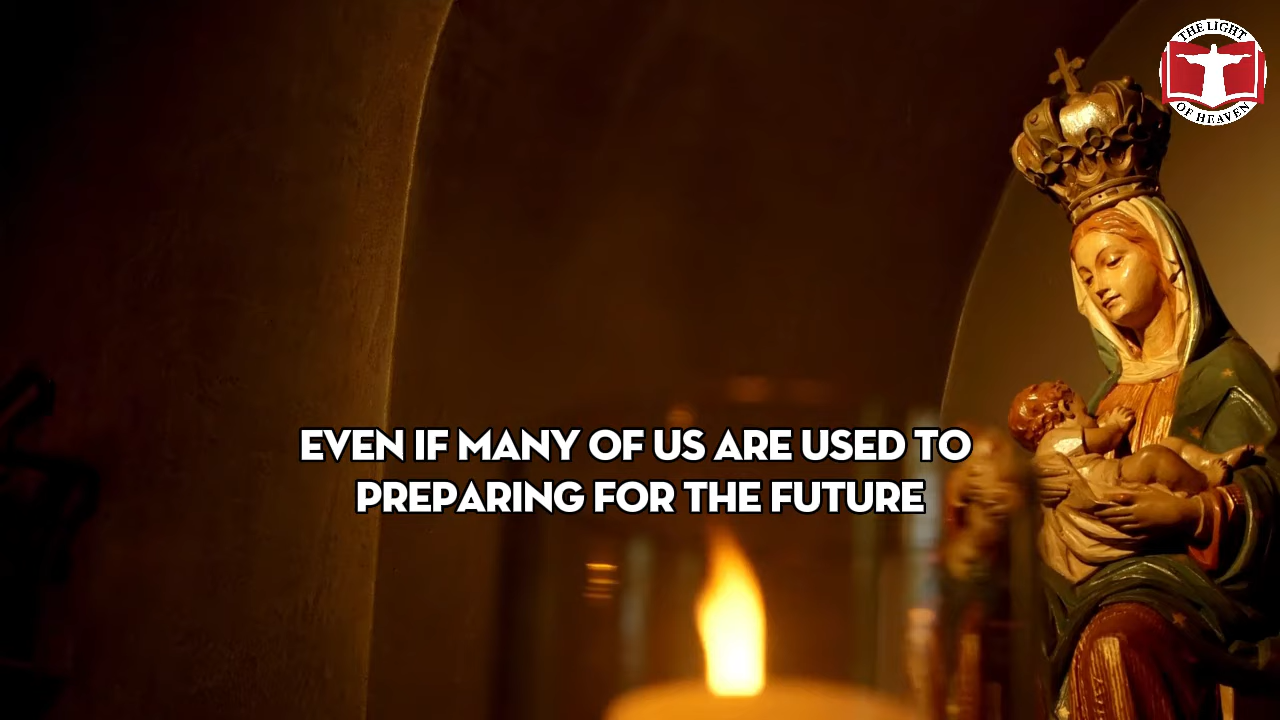 THE LIGHT
OF HEAVEN
EVEN IF MANY OF US ARE USED TO
PREPARING FOR THE FUTURE